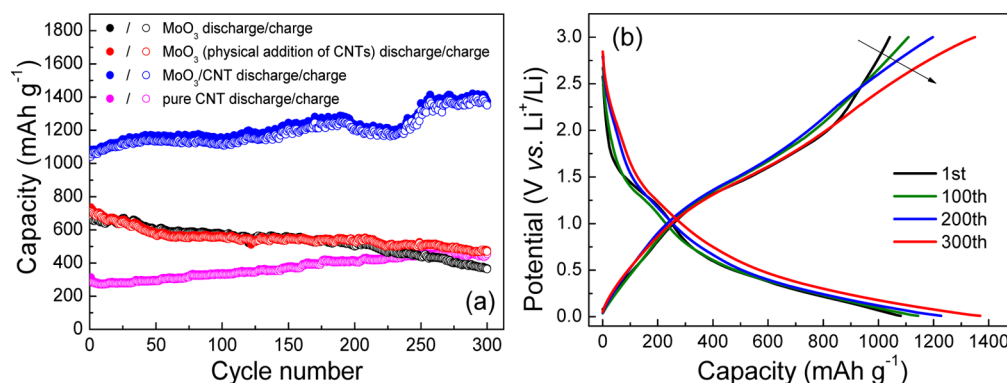 MoO₃ discharge/charge
MoO₃ (physical addition of CNTs) discharge/charge
MoO₃/CNT discharge/charge
pure CNT discharge/charge
/
/
/
/
1800
1600
1400
1200
1000
800
600
400
200
0
Capacity (mAh g⁻¹)
0 50 100 150 200 250 300
Cycle number
(a)
(b)
3.0
2.5
2.0
1.5
1.0
0.5
0.0
Potential (V vs. Li⁺/Li)
1st
100th
200th
300th
0 200 400 600 800 1000 1200 1400
Capacity (mAh g⁻¹)